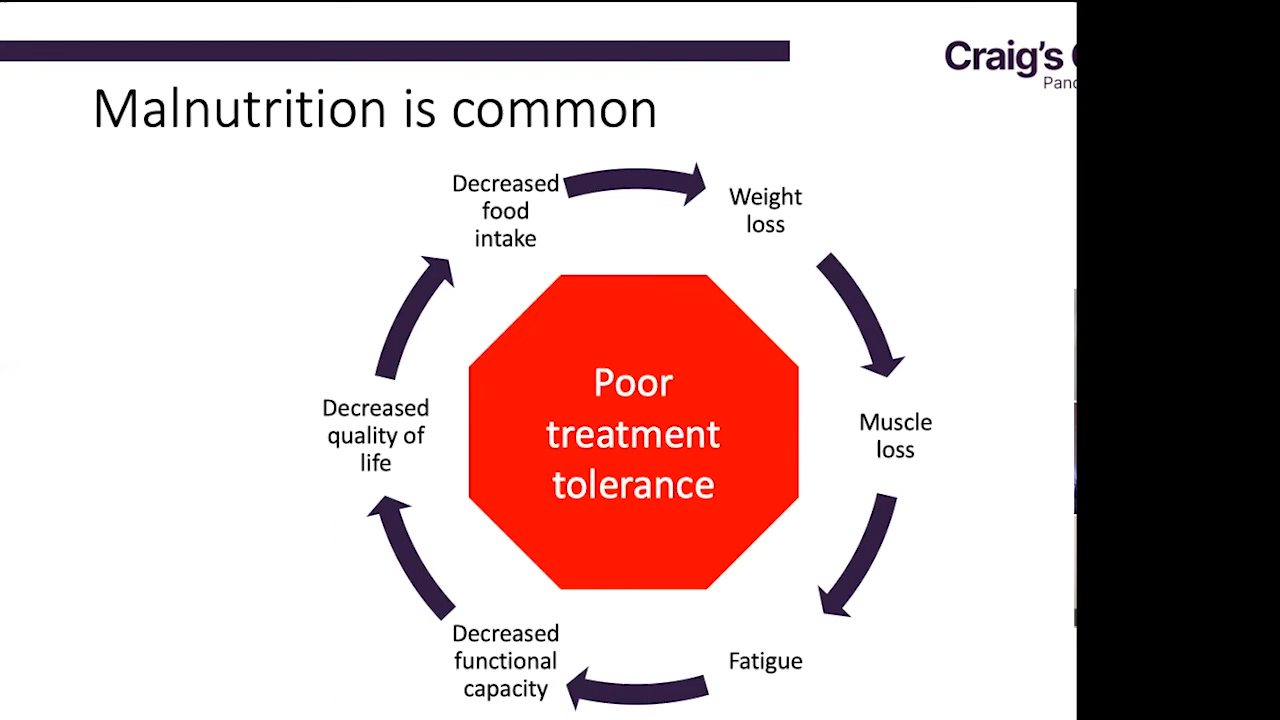 Craig's
Malnutrition is common
Decreased
food
intake
Weight
loss
Muscle
loss
Fatigue
Decreased
functional
capacity
Decreased
quality of
life
Poor
treatment
tolerance